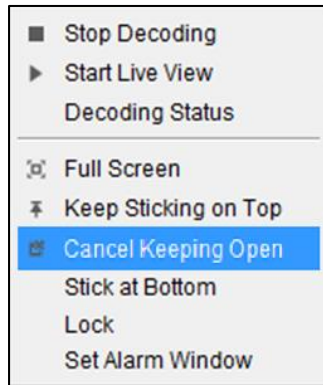 Stop Decoding
Start Live View
Decoding Status
Full Screen
Keep Sticking on Top
Cancel Keeping Open
Stick at Bottom
Lock
Set Alarm Window